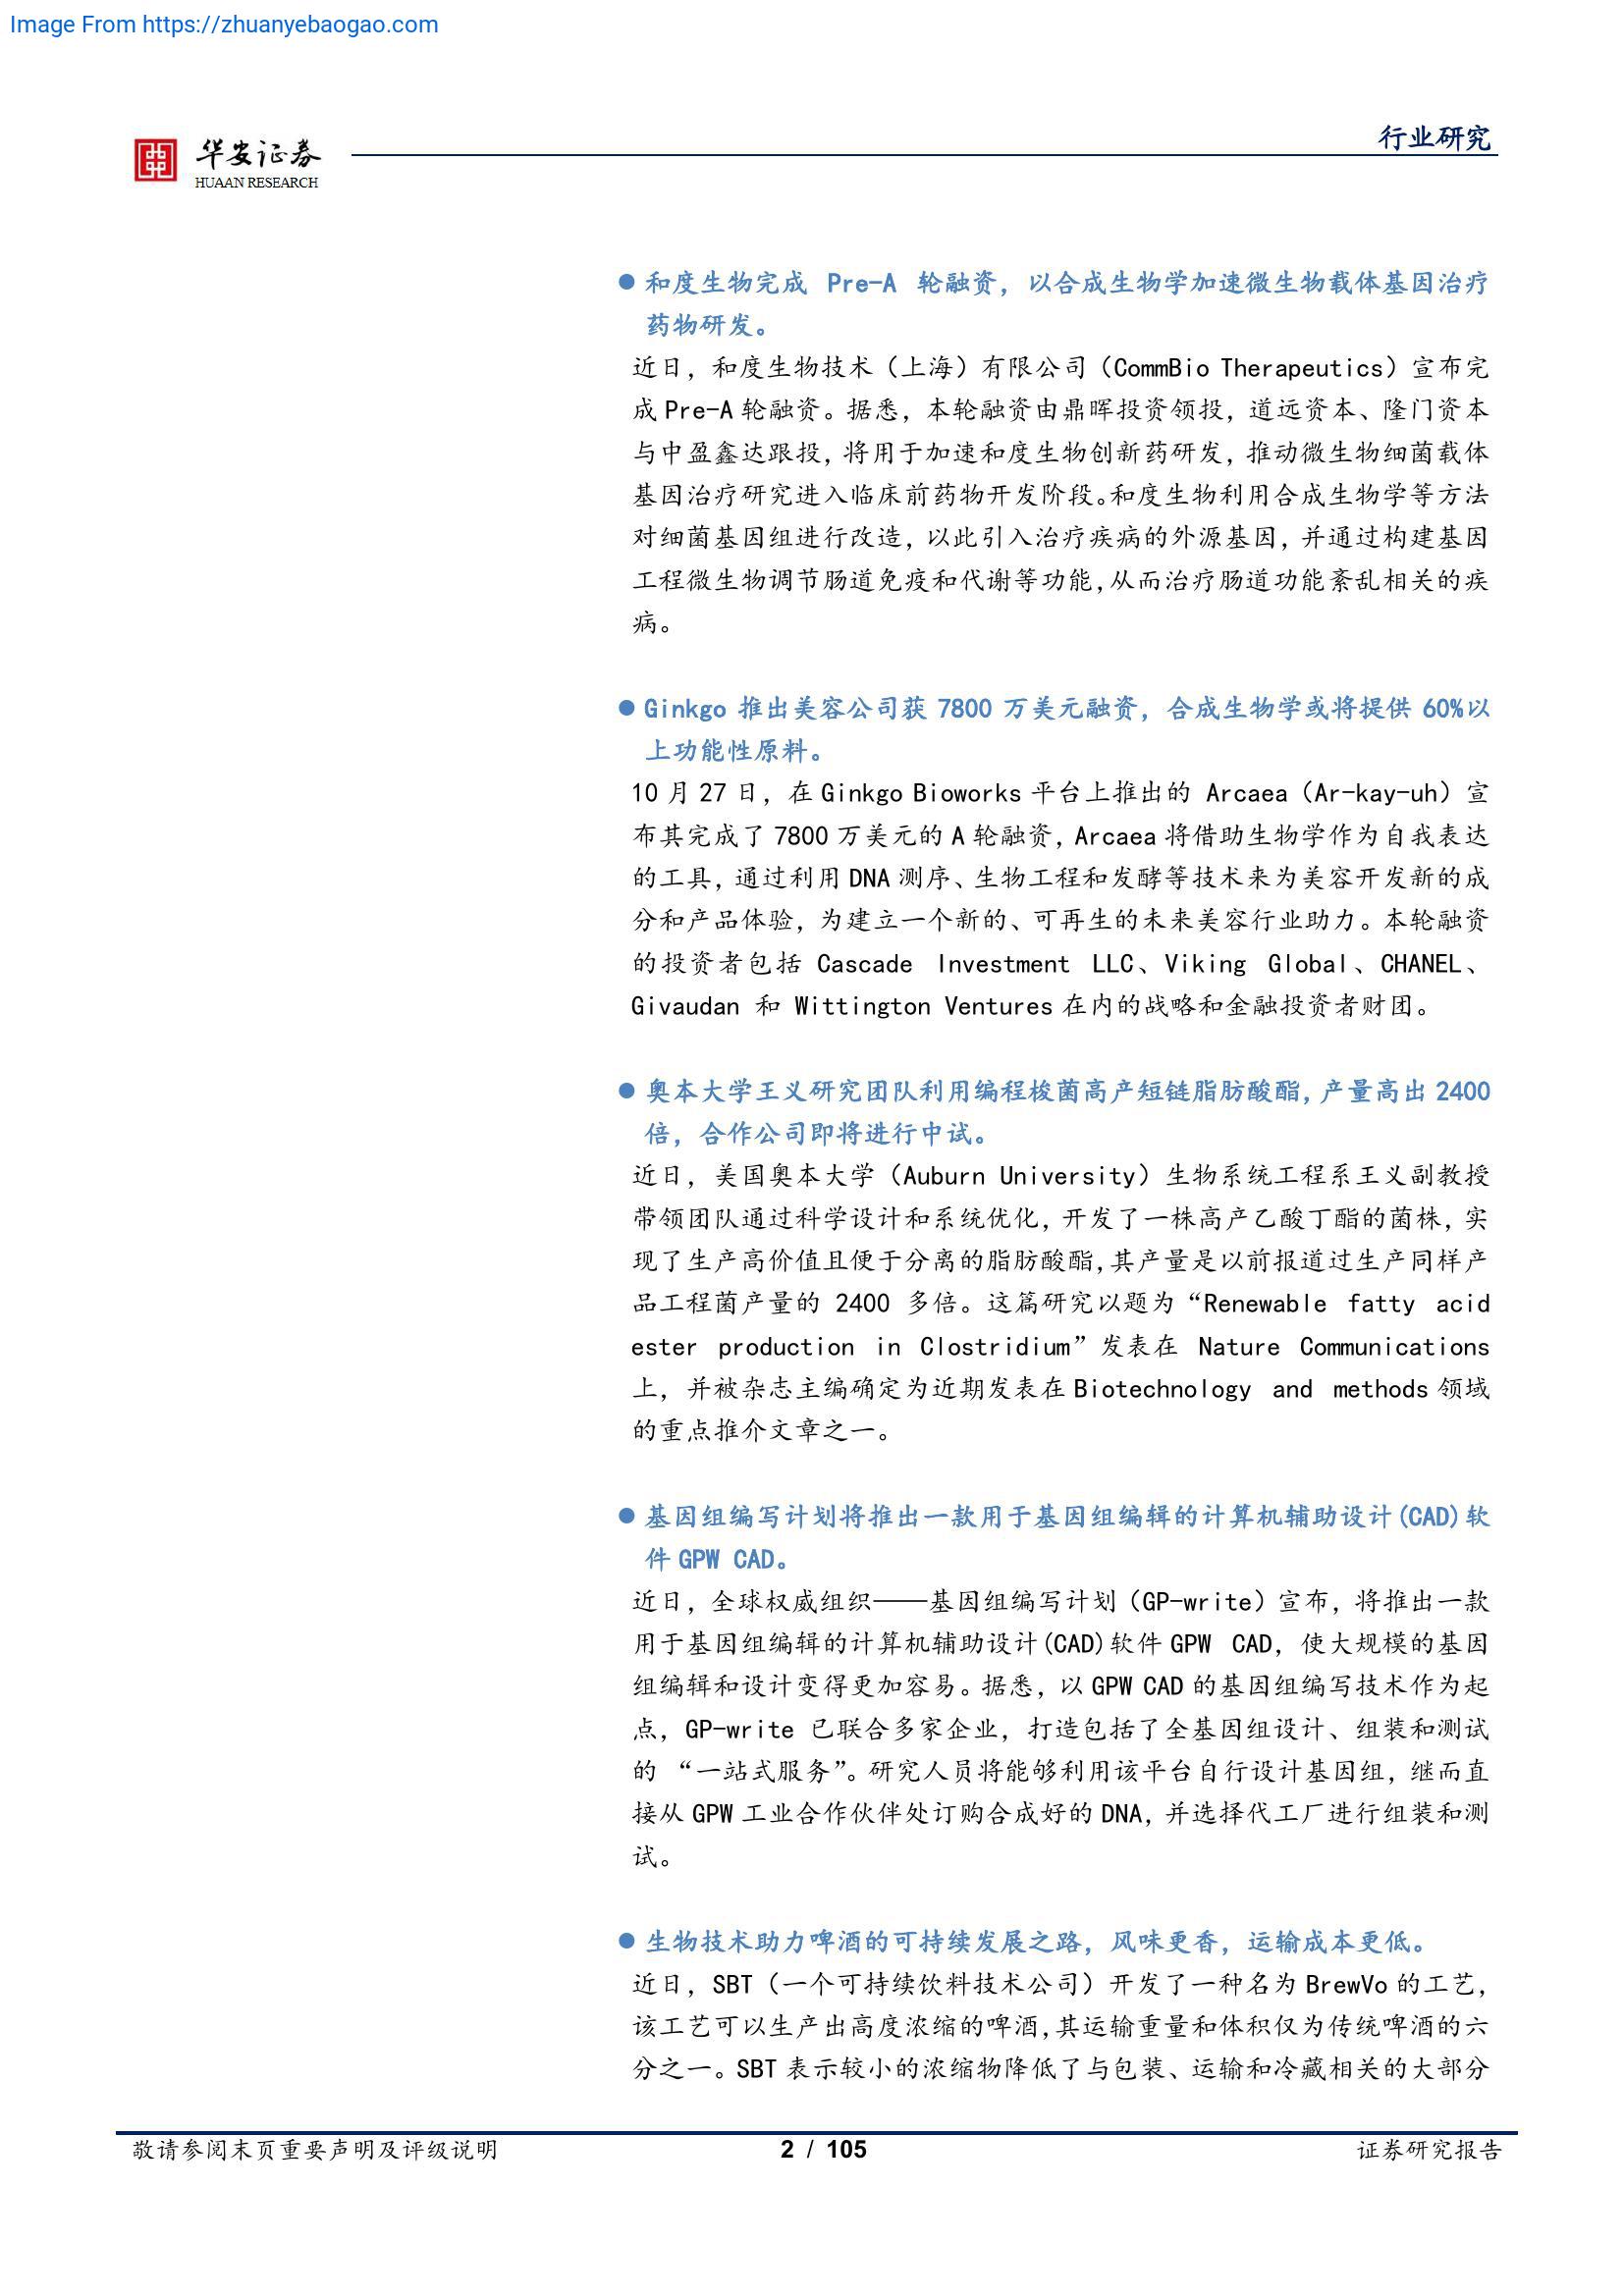 Image From https://zhuanyebaogao.com
华安证券
HUAAN RESEARCH
行业研究
● 和度生物完成 Pre-A 轮融资，以合成生物学加速微生物载体基因治疗
药物研发。
近日，和度生物技术（上海）有限公司（CommBio Therapeutics）宣布完
成 Pre-A 轮融资。据悉，本轮融资由鼎晖投资领投，道远资本、隆门资本
与中盈鑫达跟投，将用于加速和度生物创新药研发，推动微生物细菌载体
基因治疗研究进入临床前药物开发阶段。和度生物利用合成生物学等方法
对细菌基因组进行改造，以此引入治疗疾病的外源基因，并通过构建基因
工程微生物调节肠道免疫和代谢等功能，从而治疗肠道功能紊乱相关的疾
病。
● Ginkgo 推出美容公司获 7800 万美元融资，合成生物学或将提供 60%以
上功能性原料。
10 月 27 日，在 Ginkgo Bioworks 平台上推出的 Arcaea（Ar-kay-uh）宣
布其完成了 7800 万美元的 A 轮融资，Arcaea 将借助生物学作为自我表达
的工具，通过利用 DNA 测序、生物工程和发酵等技术来为美容开发新的成
分和产品体验，为建立一个新的、可再生的未来美容行业助力。本轮融资
的投资者包括 Cascade Investment LLC、Viking Global、CHANEL、
Givaudan 和 Wittington Ventures 在内的战略和金融投资者财团。
● 奥本大学王义研究团队利用编程梭菌高产短链脂肪酸酯，产量高出 2400
倍，合作公司即将进行中试。
近日，美国奥本大学（Auburn University）生物系统工程系王义副教授
带领团队通过科学设计和系统优化，开发了一株高产乙酸丁酯的菌株，实
现了生产高价值且便于分离的脂肪酸酯，其产量是以前报道过生产同样产
品工程菌产量的 2400 多倍。这篇研究以题为“Renewable fatty acid
ester production in Clostridium”发表在 Nature Communications
上，并被杂志主编确定为近期发表在 Biotechnology and methods 领域
的重点推介文章之一。
● 基因组编写计划将推出一款用于基因组编辑的计算机辅助设计(CAD)软
件 GPW CAD。
近日，全球权威组织——基因组编写计划（GP-write）宣布，将推出一款
用于基因组编辑的计算机辅助设计(CAD)软件 GPW CAD，使大规模的基因
组编辑和设计变得更加容易。据悉，以 GPW CAD 的基因组编写技术作为起
点，GP-write 已联合多家企业，打造包括了全基因组设计、组装和测试
的 “一站式服务”。研究人员将能够利用该平台自行设计基因组，继而直
接从 GPW 工业合作伙伴处订购合成好的 DNA，并选择代工厂进行组装和测
试。
● 生物技术助力啤酒的可持续发展之路，风味更香，运输成本更低。
近日，SBT（一个可持续饮料技术公司）开发了一种名为 BrewVo 的工艺，
该工艺可以生产出高度浓缩的啤酒，其运输重量和体积仅为传统啤酒的六
分之一。SBT 表示较小的浓缩物降低了与包装、运输和冷藏相关的大部分
敬请参阅末页重要声明及评级说明
2 / 105
证券研究报告